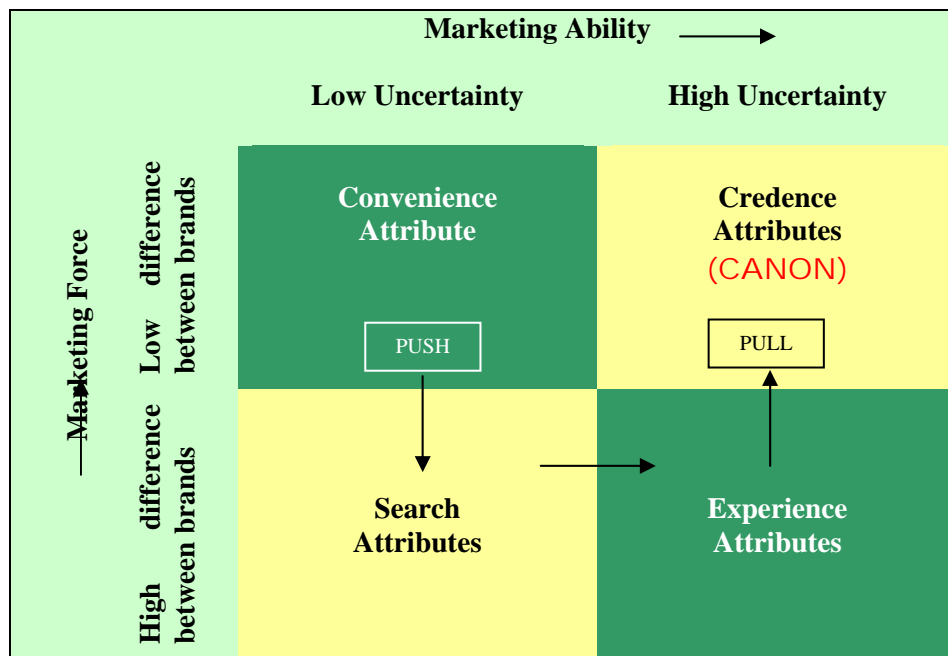 Marketing Ability
Low Uncertainty
High Uncertainty
Marketing Force
Low difference
between brands
Convenience
Attribute
PUSH
Credence
Attributes
(CANON)
PULL
High difference
between brands
Search
Attributes
Experience
Attributes